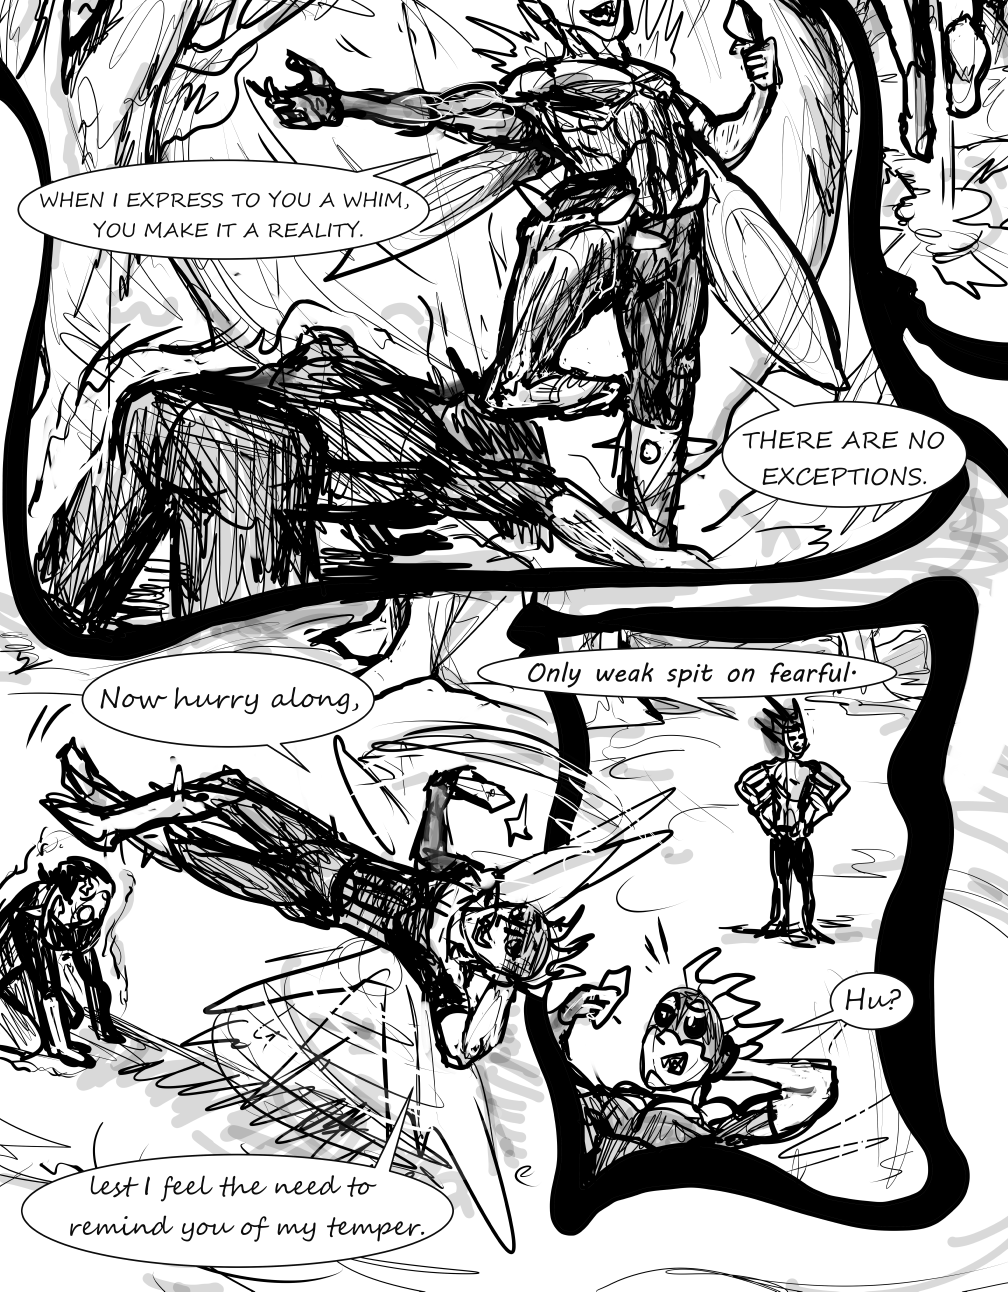 WHEN I EXPRESS TO YOU A WHIM,
YOU MAKE IT A REALITY.
THERE ARE NO
EXCEPTIONS.
Now hurry along,
Only weak spit on fearful.
Hu?
lest I feel the need to
remind you of my temper.